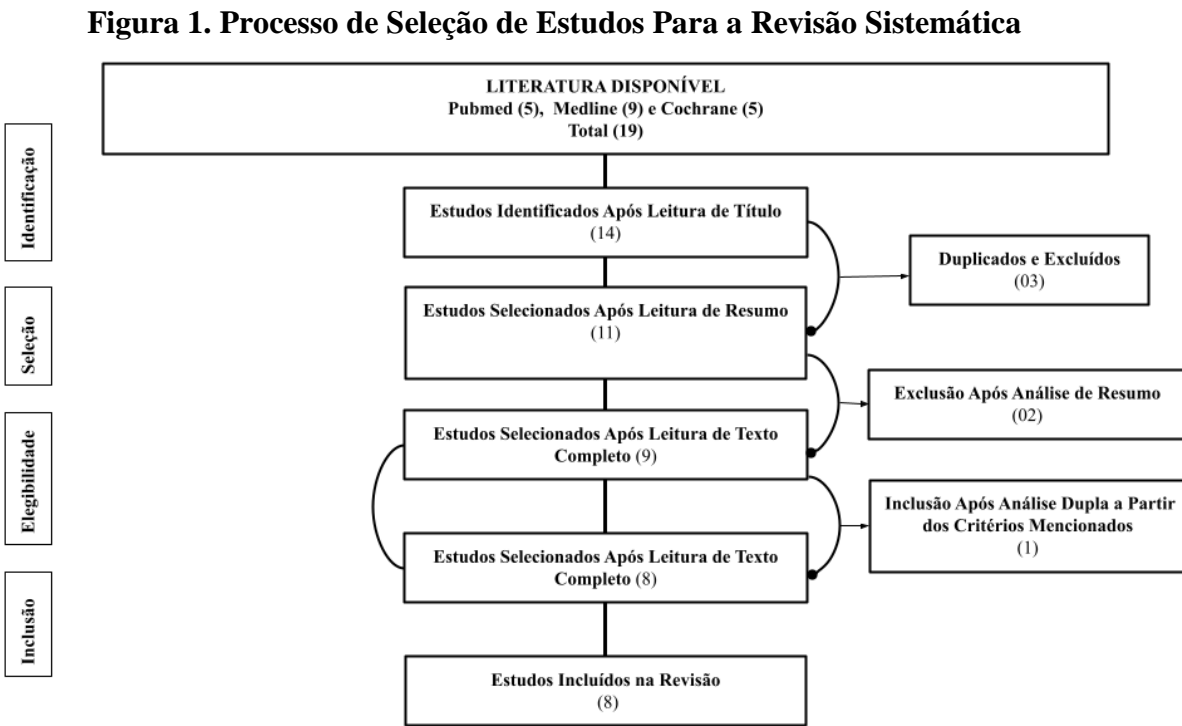 Figura 1. Processo de Seleção de Estudos Para a Revisão Sistemática
LITERATURA DISPONÍVEL
Pubmed (5), Medline (9) e Cochrane (5)
Total (19)
Identificação
Estudos Identificados Após Leitura de Título
(14)
Duplicados e Excluídos
(03)
Seleção
Estudos Selecionados Após Leitura de Resumo
(11)
Exclusão Após Análise de Resumo
(02)
Elegibilidade
Estudos Selecionados Após Leitura de Texto
Completo (9)
Inclusão Após Análise Dupla a Partir
dos Critérios Mencionados
(1)
Estudos Selecionados Após Leitura de Texto
Completo (8)
Inclusão
Estudos Incluídos na Revisão
(8)